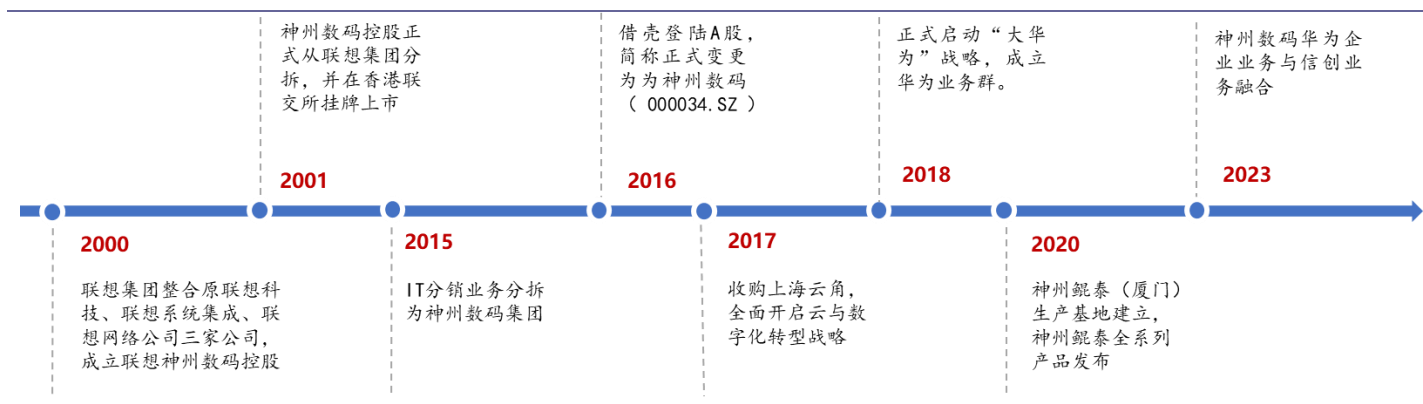 神州数码控股正
式从联想集团分
拆，并在香港联
交所挂牌上市
2001
借壳登陆A股，
简称正式变更
为为神州数码
（ 000034.SZ ）
2016
正式启动“大华
为”战略，成立
华为业务群。
2018
神州数码华为企
业业务与信创业
务融合
2023
2000
联想集团整合原联想科
技、联想系统集成、联
想网络公司三家公司，
成立联想神州数码控股
2015
IT分销业务分拆
为神州数码集团
2017
收购上海云角，
全面开启云与数
字化转型战略
2020
神州鲲泰（厦门）
生产基地建立，
神州鲲泰全系列
产品发布